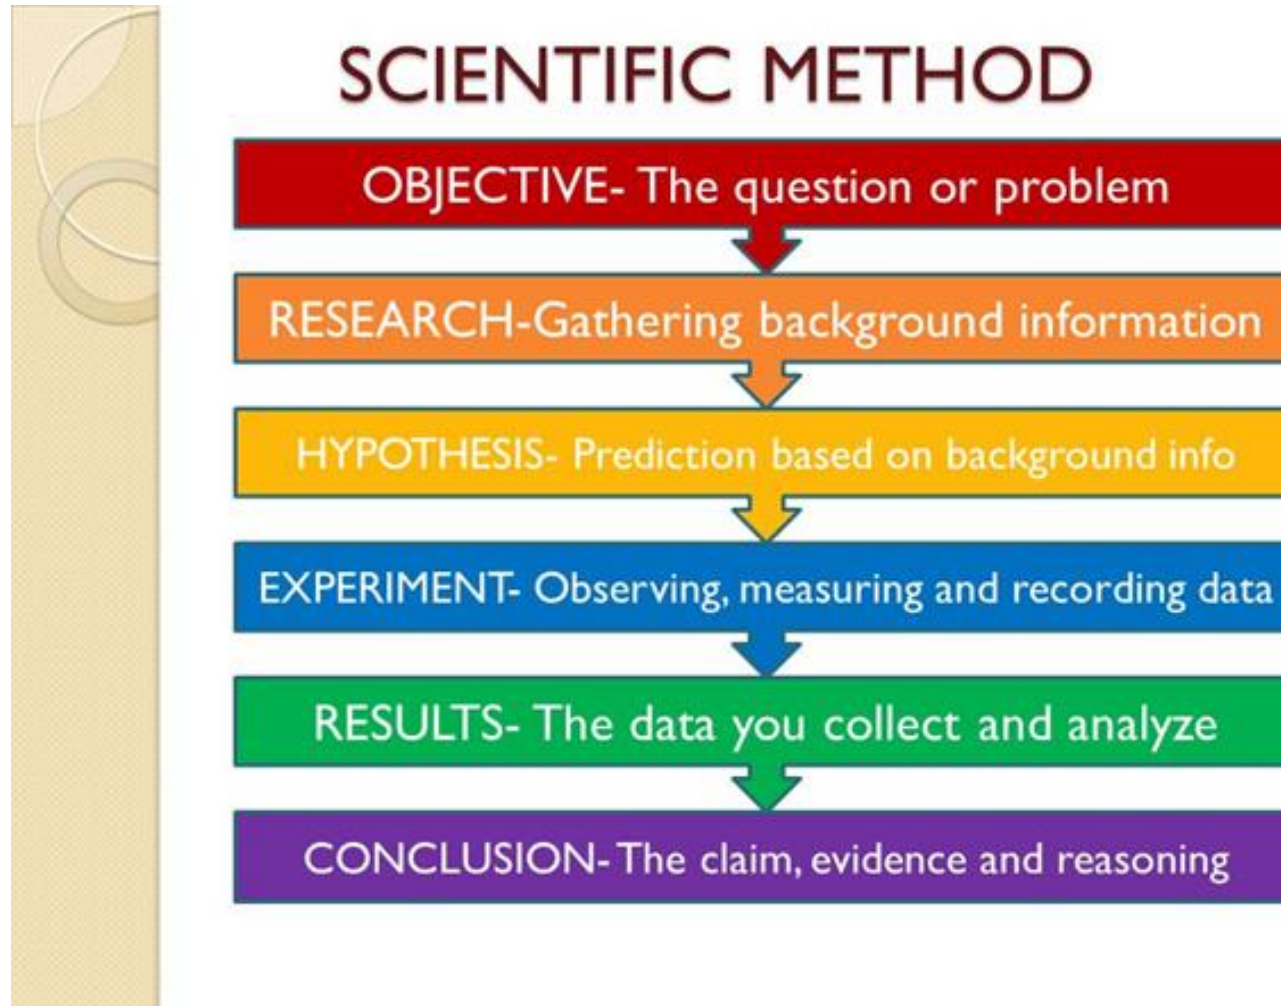 SCIENTIFIC METHOD
OBJECTIVE- The question or problem
RESEARCH-Gathering background information
HYPOTHESIS- Prediction based on background info
EXPERIMENT- Observing, measuring and recording data
RESULTS- The data you collect and analyze
CONCLUSION- The claim, evidence and reasoning